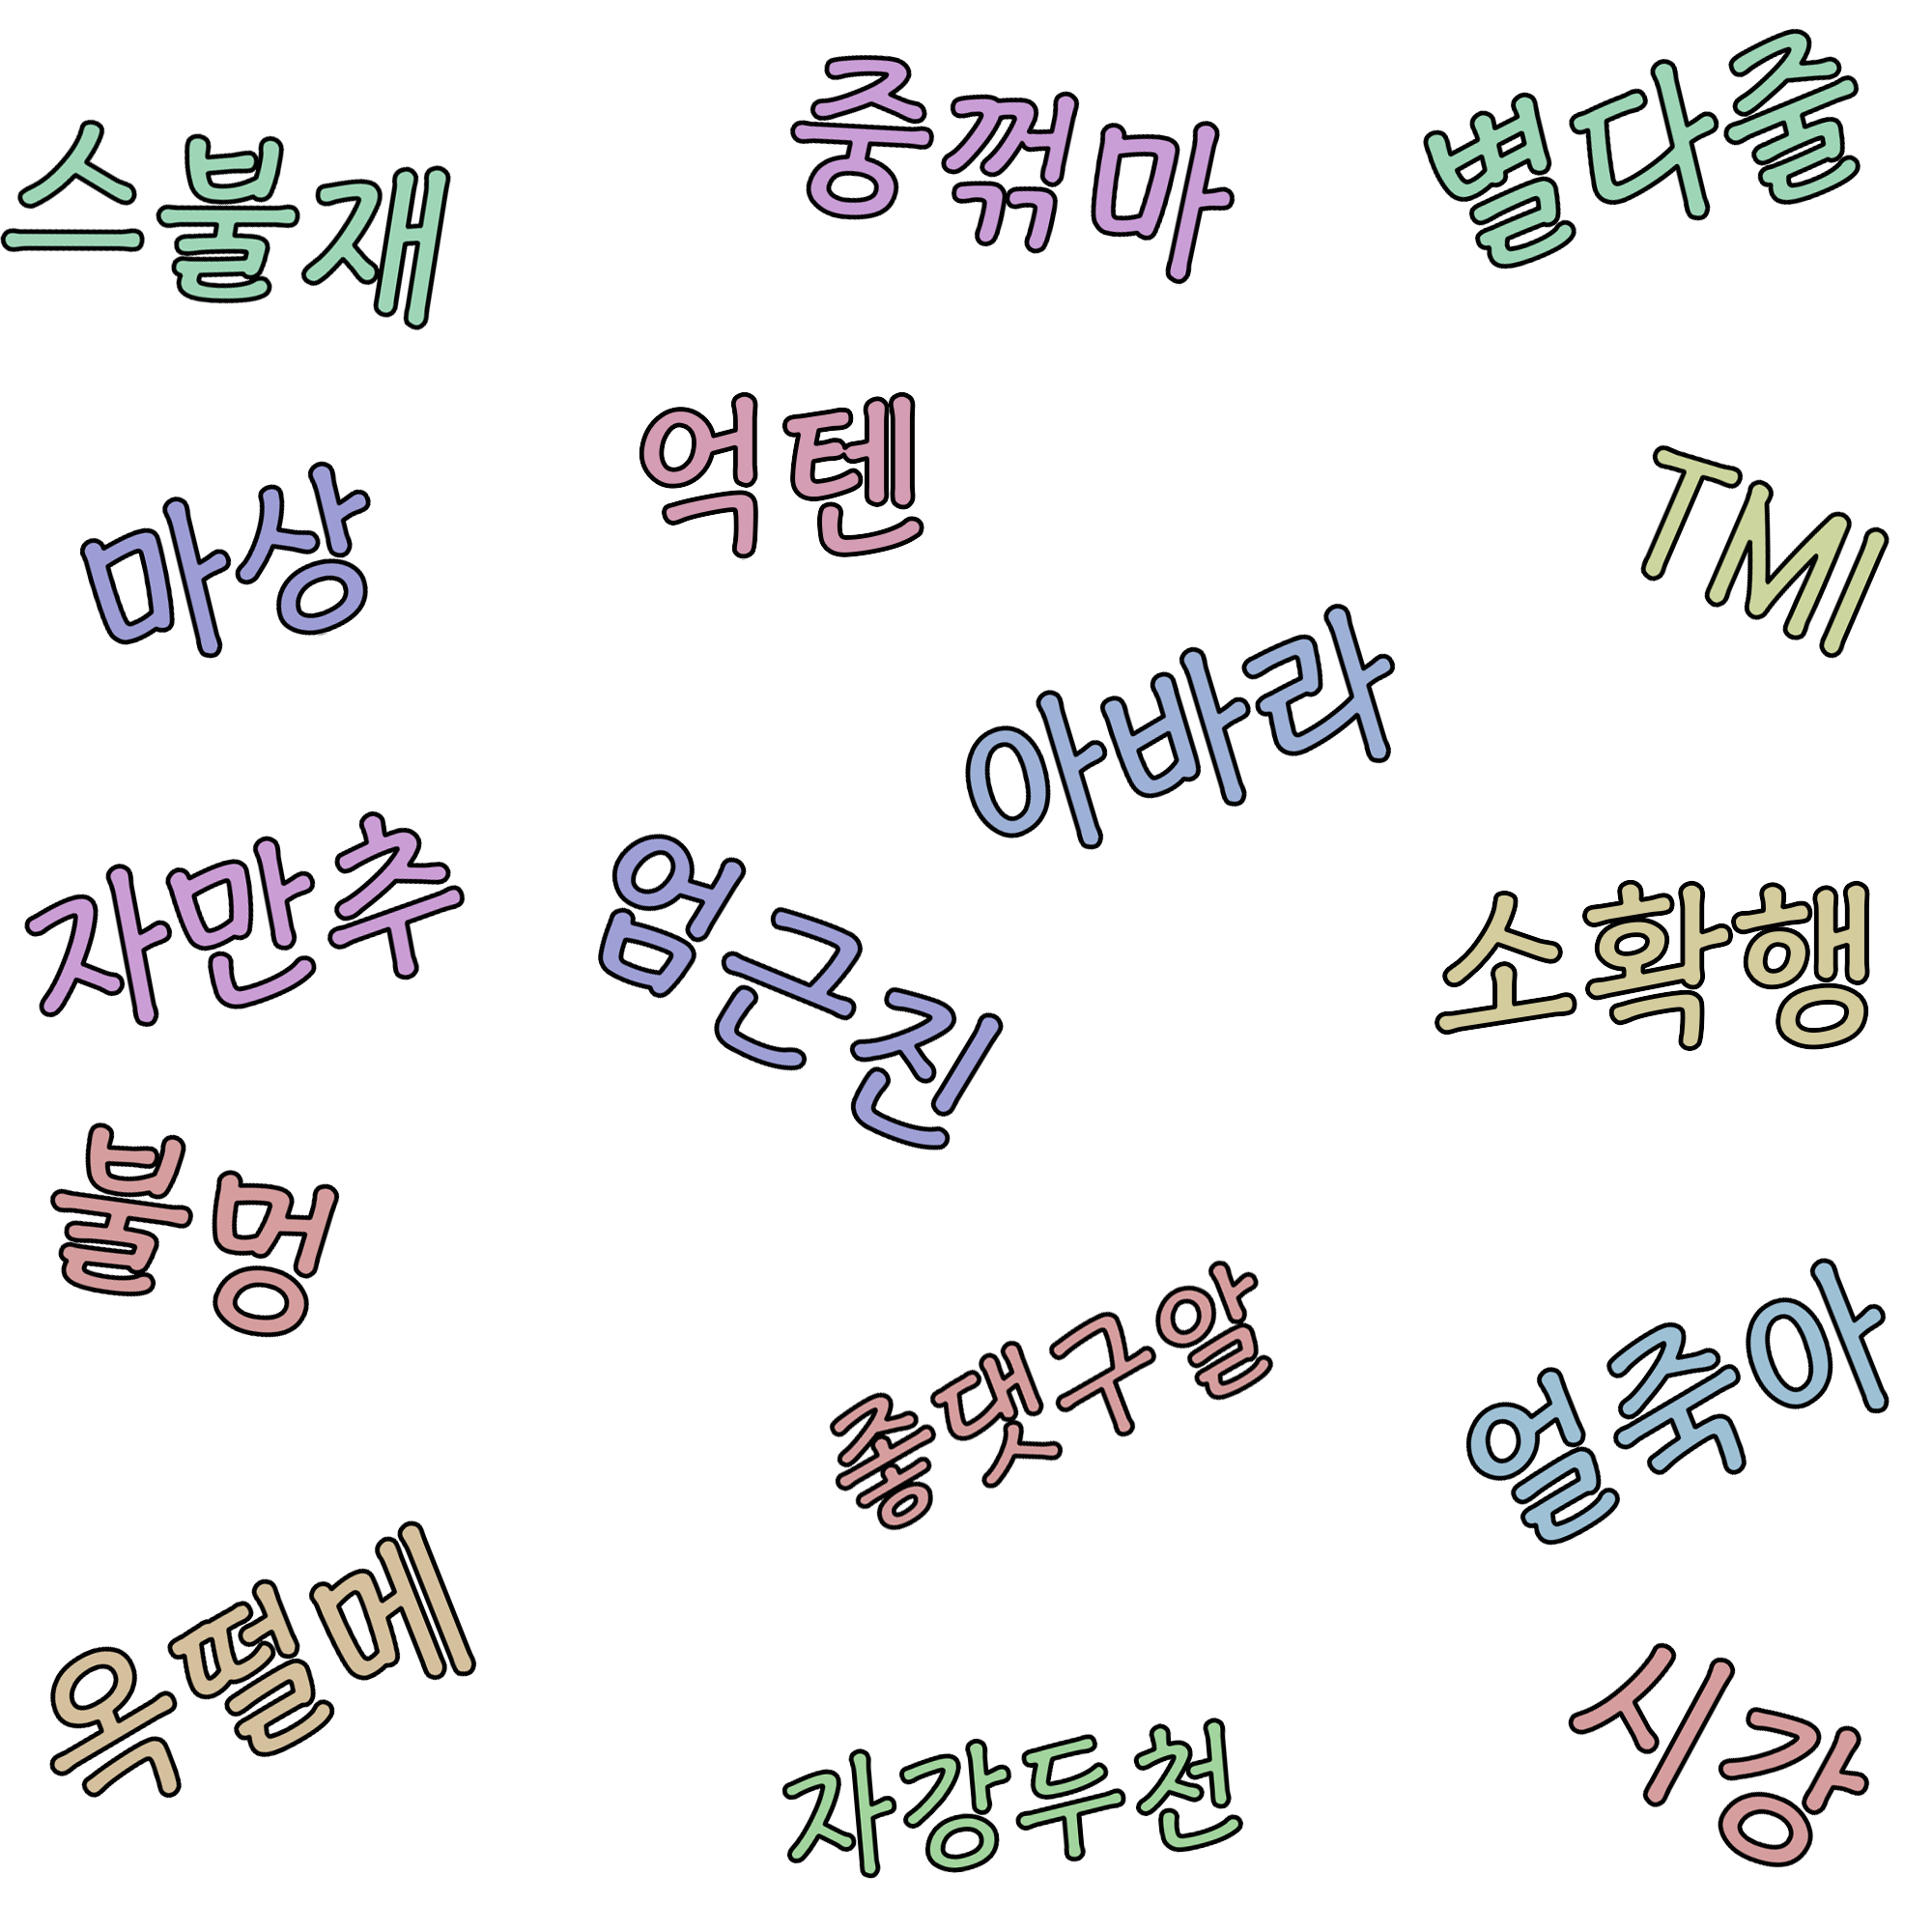 스불재
중꺾마
별다줄
마상
억텐
TMI
아바라
자만추
엄근진
소확행
불멍
좋댓구알
얼죽아
옥떨메
자강두천
시강